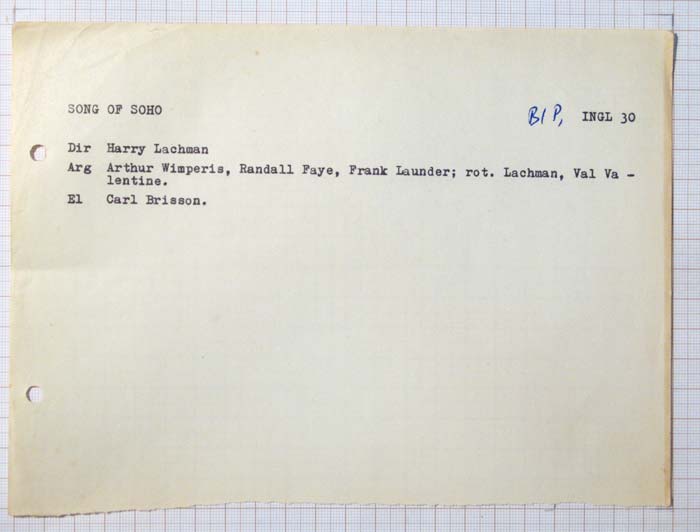 SONG OF SOHO BIP, INGL 30
Dir Harry Lachman
Arg Arthur Wimperis, Randall Faye, Frank Launder; rot. Lachman, Val Va -
lentine.
El Carl Brisson.